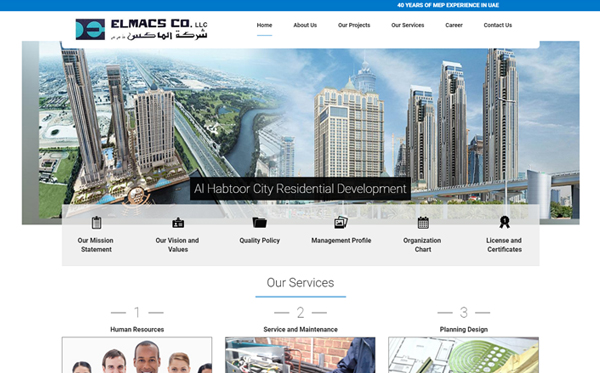 40 YEARS OF MEP EXPERIENCE IN UAE
ELMACS CO. LLC
شركة الماكس ذ.م.م
Home About Us Our Projects Our Services Career Contact Us
Al Habtoor City Residential Development
Our Mission Statement
Our Vision and Values
Quality Policy
Management Profile
Organization Chart
License and Certificates
Our Services
1
Human Resources
2
Service and Maintenance
3
Planning Design